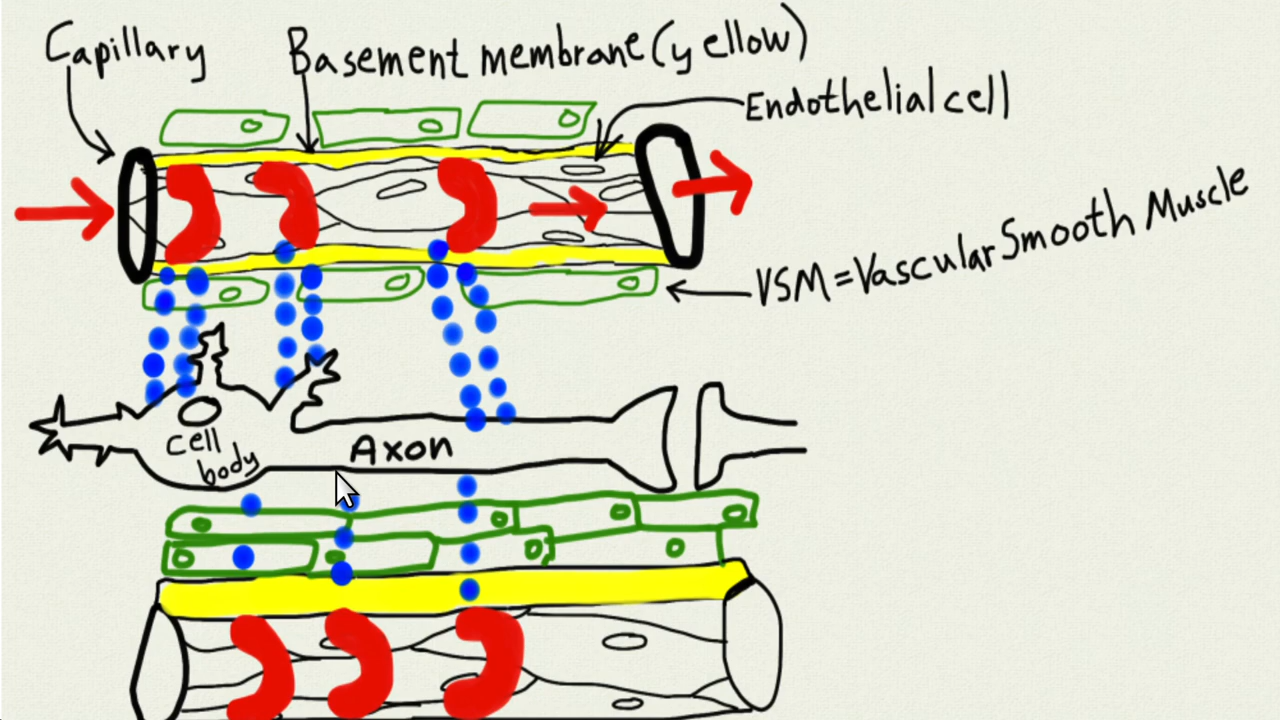 Capillary
Basement membrane (yellow)
Endothelial cell
VSM = Vascular Smooth Muscle
Cell
body
Axon